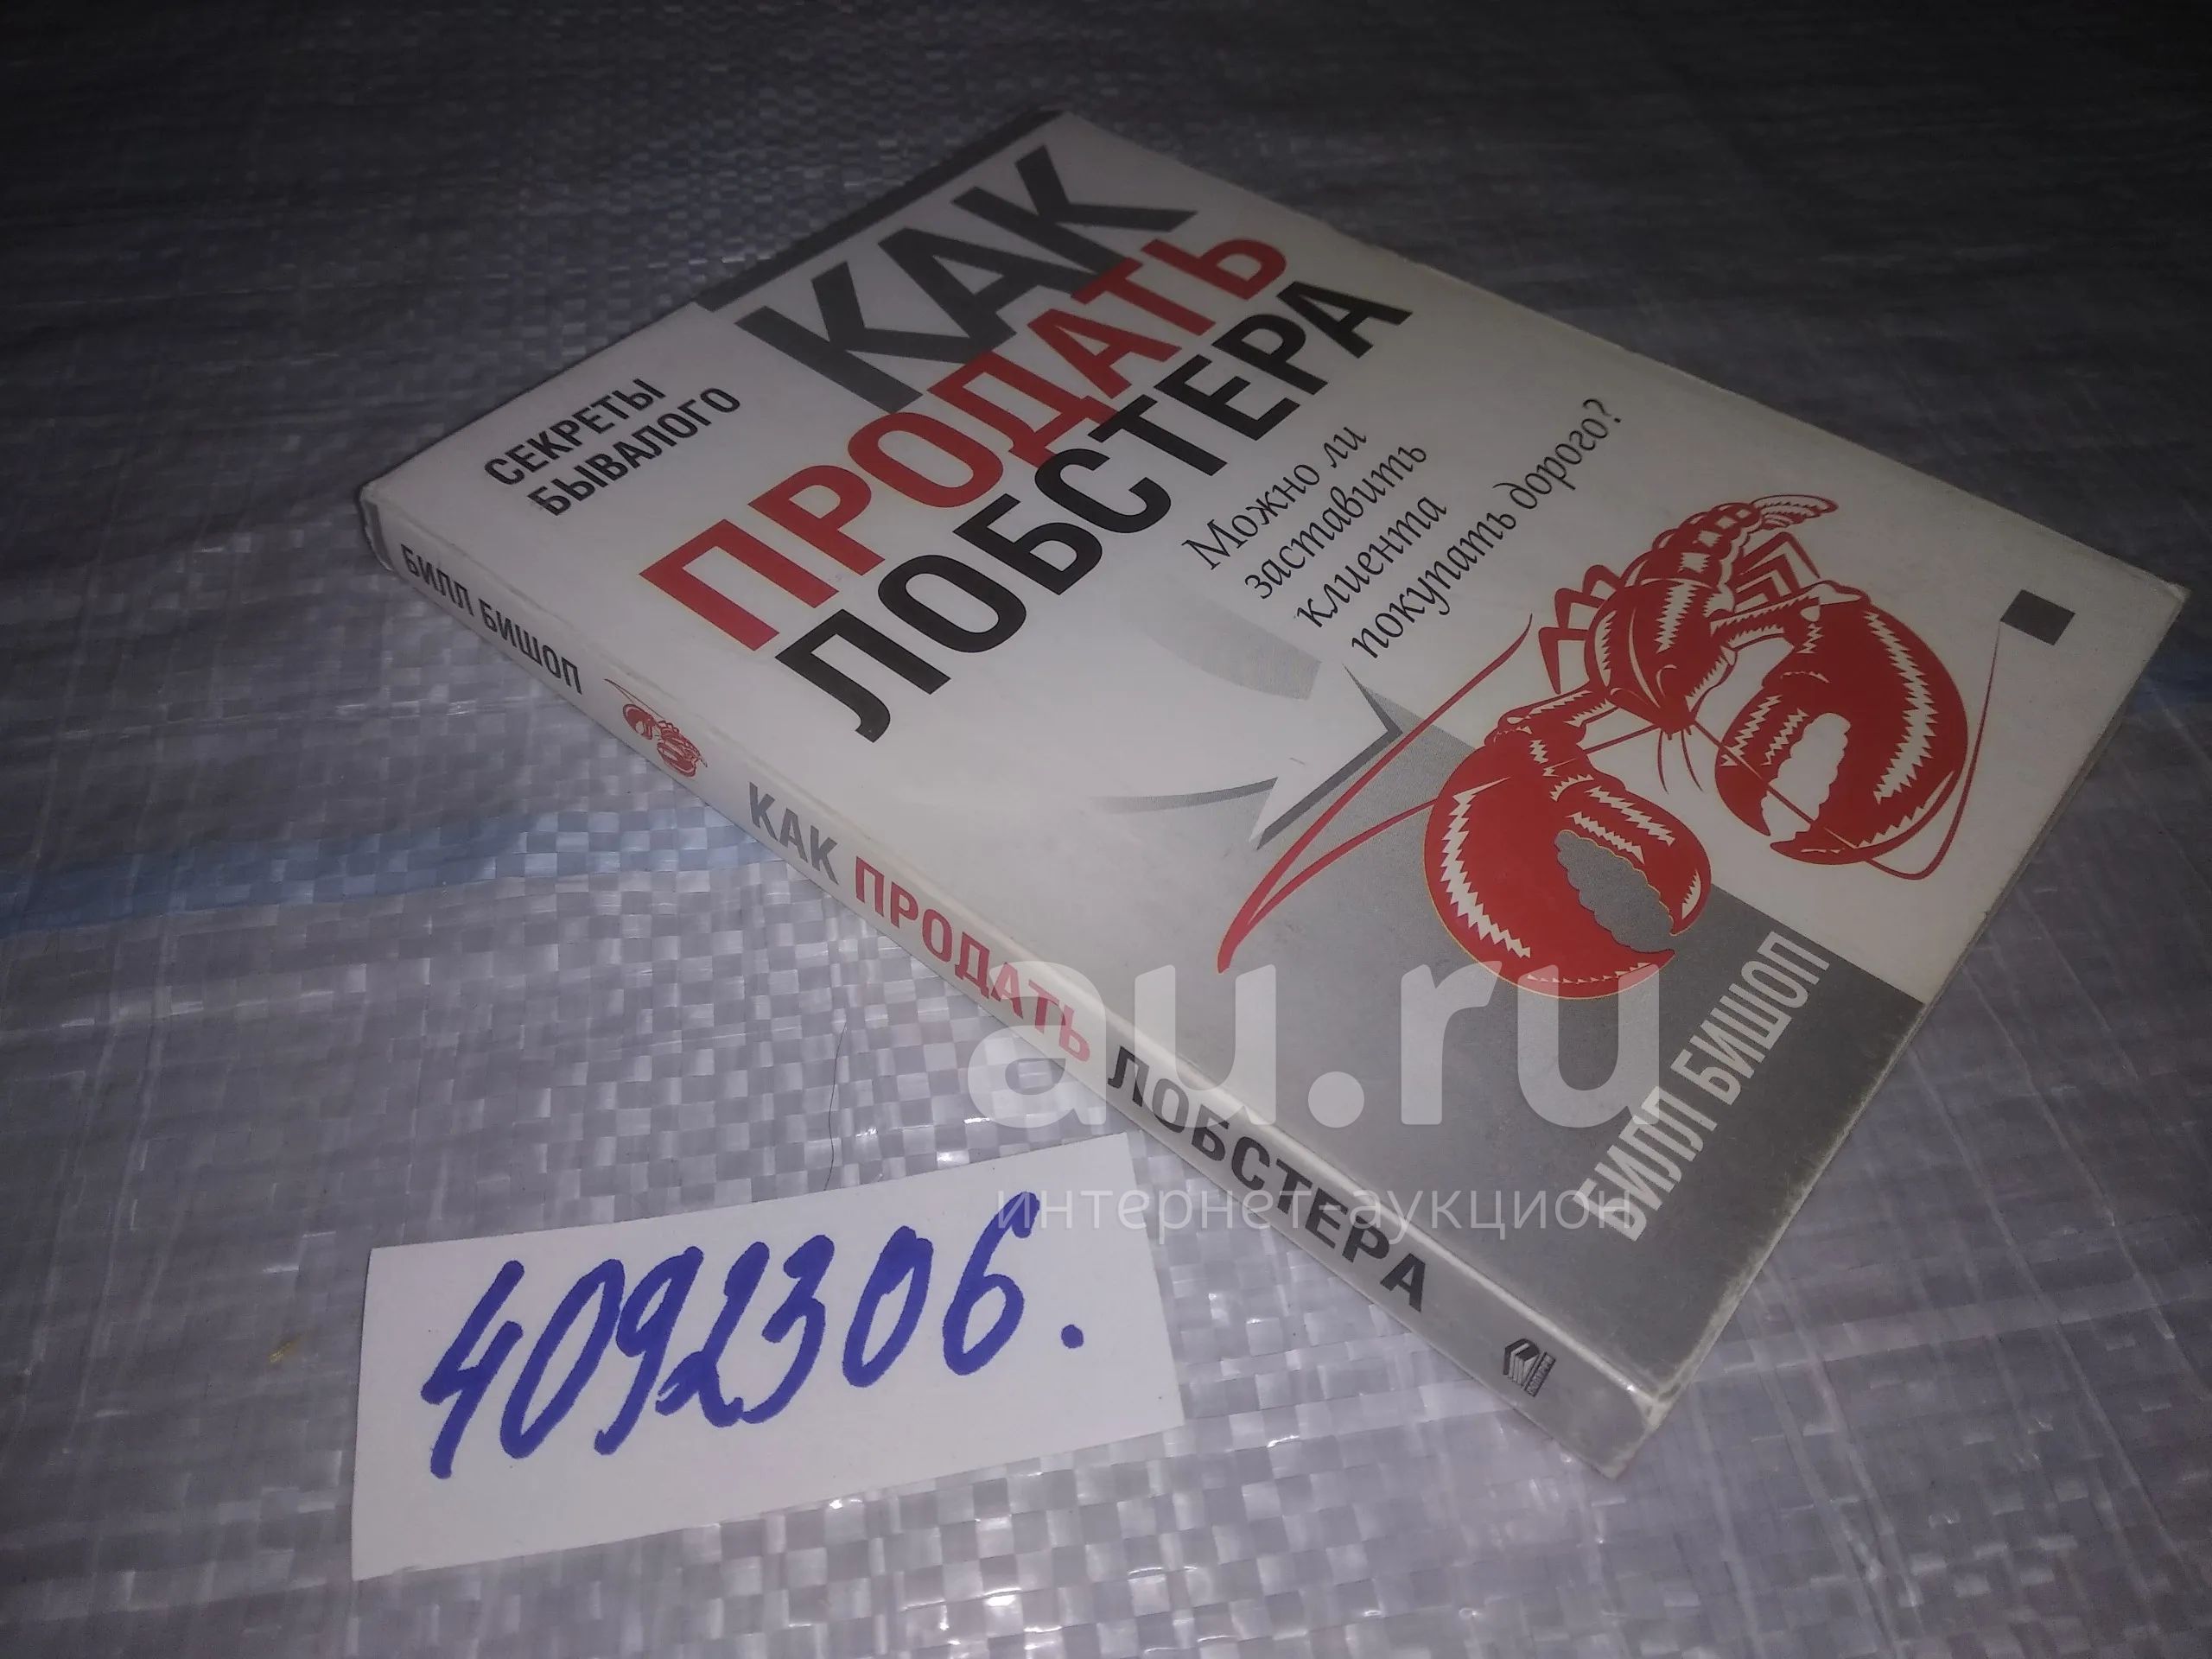 СЕКРЕТЫ
БЫВАЛОГО
КАК
ПРОДАТЬ
ЛОБСТЕРА
Можно ли
заставить
клиента
покупать дорого?
БИЛЛ БИШОП
БИЛЛ БИШОП КАК ПРОДАТЬ ЛОБСТЕРА
au.ru
интернет-аукцион
4092306.